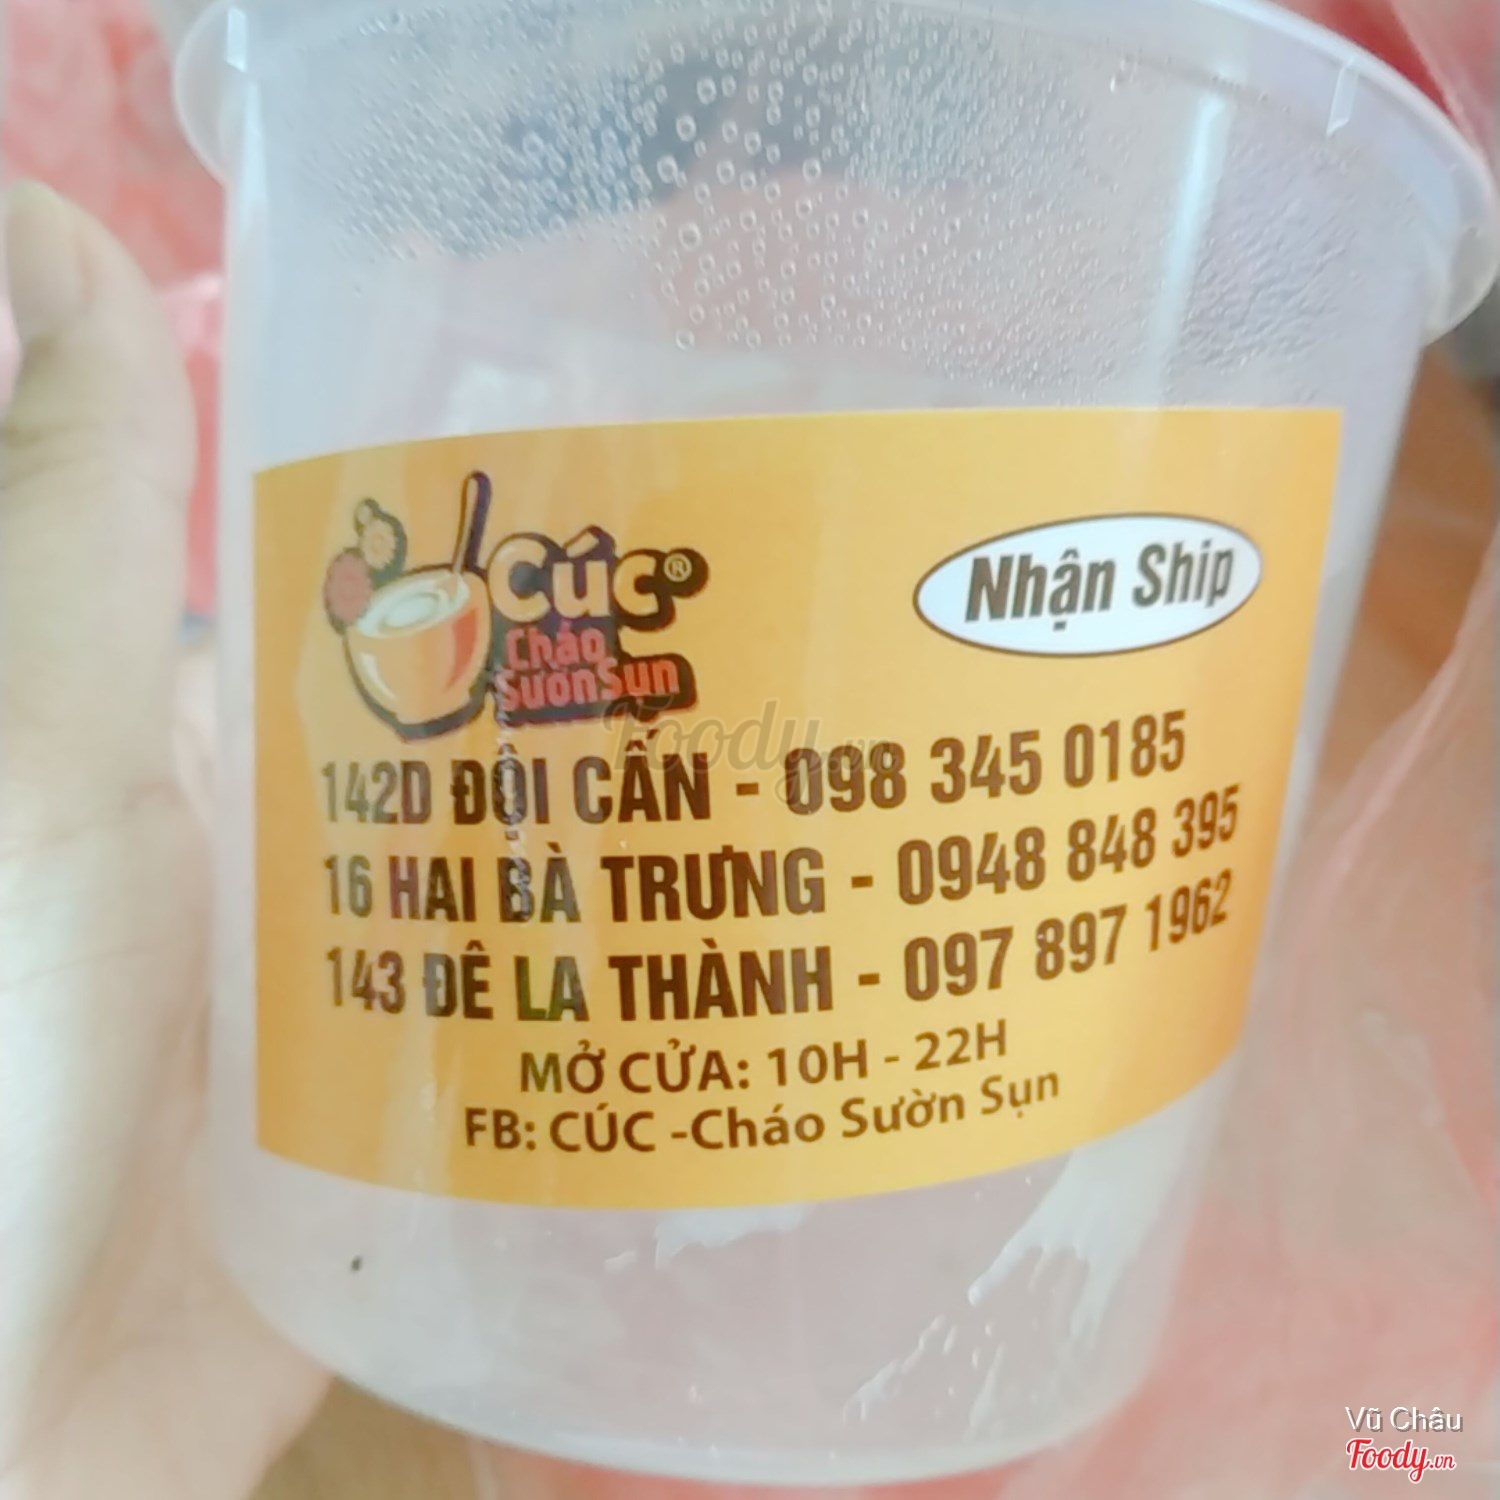 Cúc®
Cháo
Sườn Sụn
Nhận Ship
Foody.vn
142D ĐỘI CẤN - 098 345 0185
16 HAI BÀ TRƯNG - 0948 848 395
143 ĐÊ LA THÀNH - 097 897 1962
MỞ CỬA: 10H - 22H
FB: CÚC -Cháo Sườn Sụn
Vũ Châu
Foody.vn